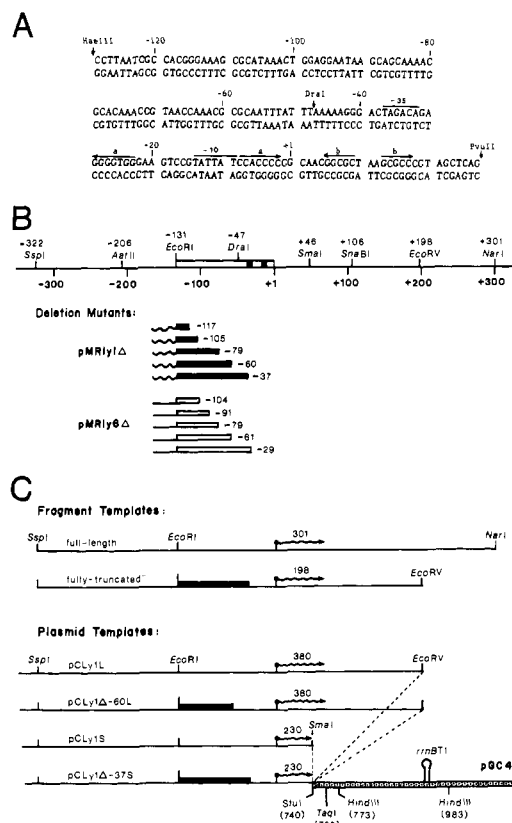 A
HaeIII -120 -100 -80
CCTTAATCGC CACGGGAAAG GCATAAACTG GGAGGAATAA GCAGCAAAAC
GGAATTAGCG GTGCCCTTTC GCGTCTTTGA CCTCCTTATT CGTCGTTTTG
-60 DraI -40 -35
GCACAAACCG TAACCAAACG CGCAATTTAT TTAAAAAGGG ACTAGACAGA
CGTGTTTGGC ATTGGTTTGC GCGTTAAATA AATTTTTCCC TGATCTGTCT
a -20 -10 a +1 b b PvuII
GGGGTGGGAA GTCCGTATTAT TCCACCCCCG CAACGGCGCT AAGCGCCCGT AGCTCAG
CCCCACCCTT CAGGCATAAT AGGTGGGGGC GTTGCCGCGA TTCGCGGGCA TCGAGTC
B
-322 -206 -131 -47 +46 +106 +198 +301
SspI AatII EcoRI DraI SmaI SnaBI EcoRV NarI
-300 -200 -100 +1 +100 +200 +300
Deletion Mutants:
pMRly1Δ
-117
-105
-79
-60
-37
pMRly6Δ
-104
-91
-79
-61
-29
C
Fragment Templates:
SspI full-length EcoRI 301 NarI
fully-truncated 198 EcoRV
Plasmid Templates:
SspI pCLy1L EcoRI 380 EcoRV
pCLy1Δ-60L 380
pCLy1S 230 SmaI
pCLy1Δ-37S 230 rrnBT1 pGC4
StuI (740) TaqI HindIII (773) HindIII (983)